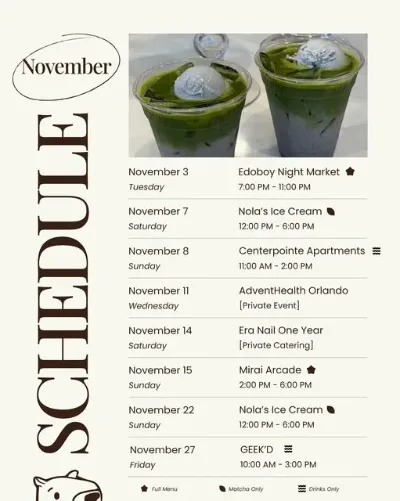 November
SCHEDULE
November 3
Tuesday
Edoboy Night Market
7:00 PM - 11:00 PM
November 7
Saturday
Nola's Ice Cream
12:00 PM - 6:00 PM
November 8
Sunday
Centerpointe Apartments
11:00 AM - 2:00 PM
November 11
Wednesday
AdventHealth Orlando
[Private Event]
November 14
Saturday
Era Nail One Year
[Private Catering]
November 15
Sunday
Mirai Arcade
2:00 PM - 6:00 PM
November 22
Sunday
Nola's Ice Cream
12:00 PM - 6:00 PM
November 27
Friday
GEEK'D
10:00 AM - 3:00 PM
Full Menu
Matcha Only
Drinks Only